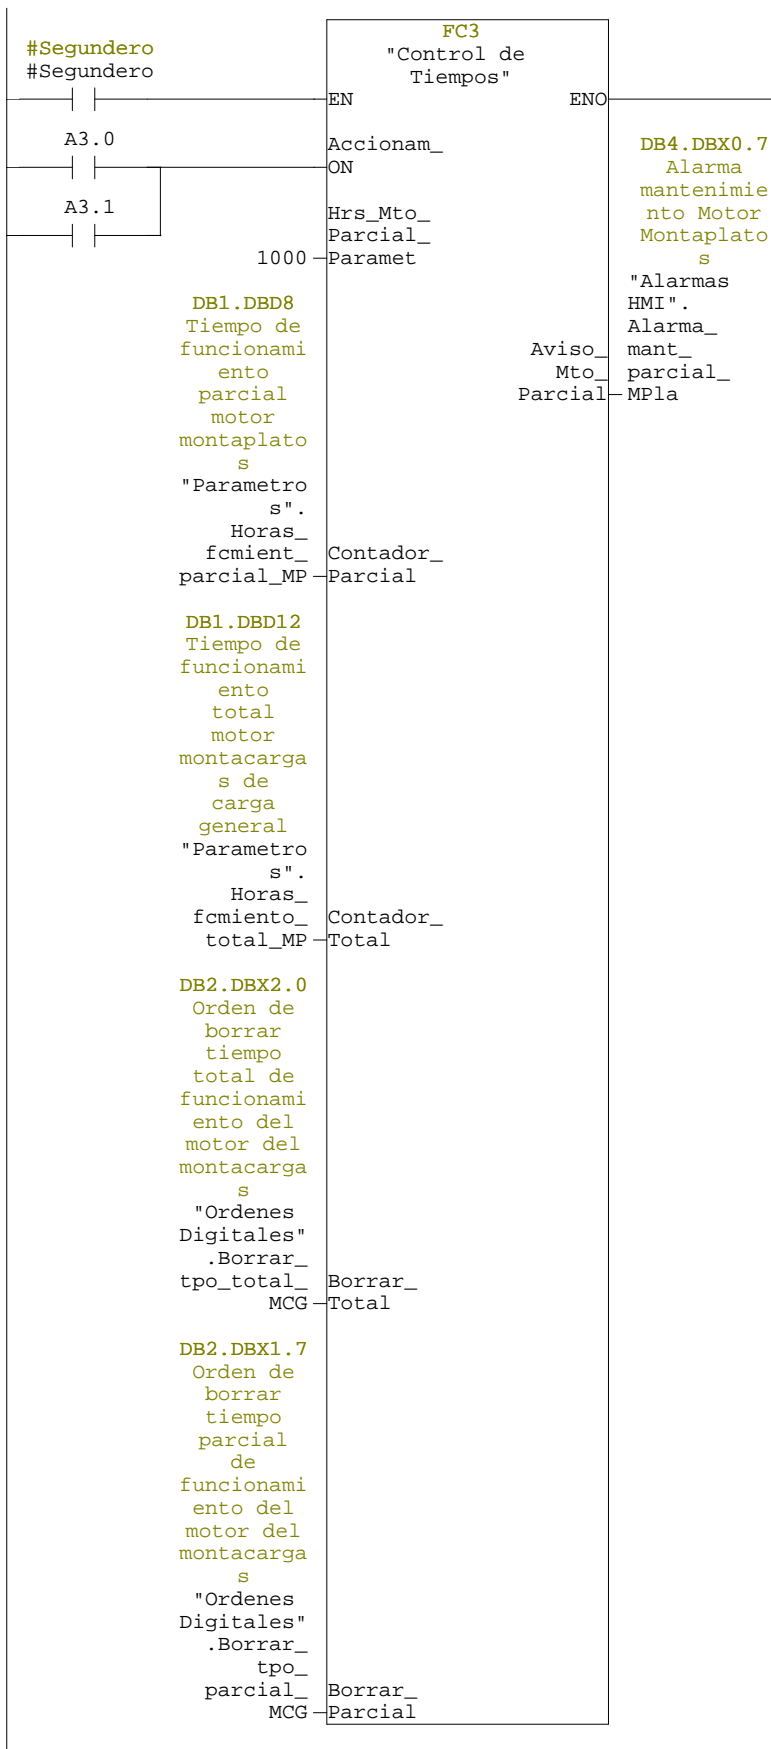 #Segundero
#Segundero
FC3
"Control de
Tiempos"
EN
ENO
A3.0
Accionam_
ON
A3.1
Hrs_Mto_
Parcial_
1000
Paramet
DB4.DBX0.7
Alarma
mantenimie
nto Motor
Montaplato
s
"Alarmas
HMI".
Alarma_
mant_
parcial_
MPla
Aviso_
Mto_
Parcial
DB1.DBD8
Tiempo de
funcionami
ento
parcial
motor
montaplato
s
"Parametro
s".
Horas_
fcmient_
parcial_MP
Contador_
Parcial
DB1.DBD12
Tiempo de
funcionami
ento
total
motor
montacarga
s de
carga
general
"Parametro
s".
Horas_
fcmiento_
total_MP
Contador_
Total
DB2.DBX2.0
Orden de
borrar
tiempo
total de
funcionami
ento del
motor del
montacarga
s
"Ordenes
Digitales"
.Borrar_
tpo_total_
MCG
Borrar_
Total
DB2.DBX1.7
Orden de
borrar
tiempo
parcial
de
funcionami
ento del
motor del
montacarga
s
"Ordenes
Digitales"
.Borrar_
tpo_
parcial_
MCG
Borrar_
Parcial